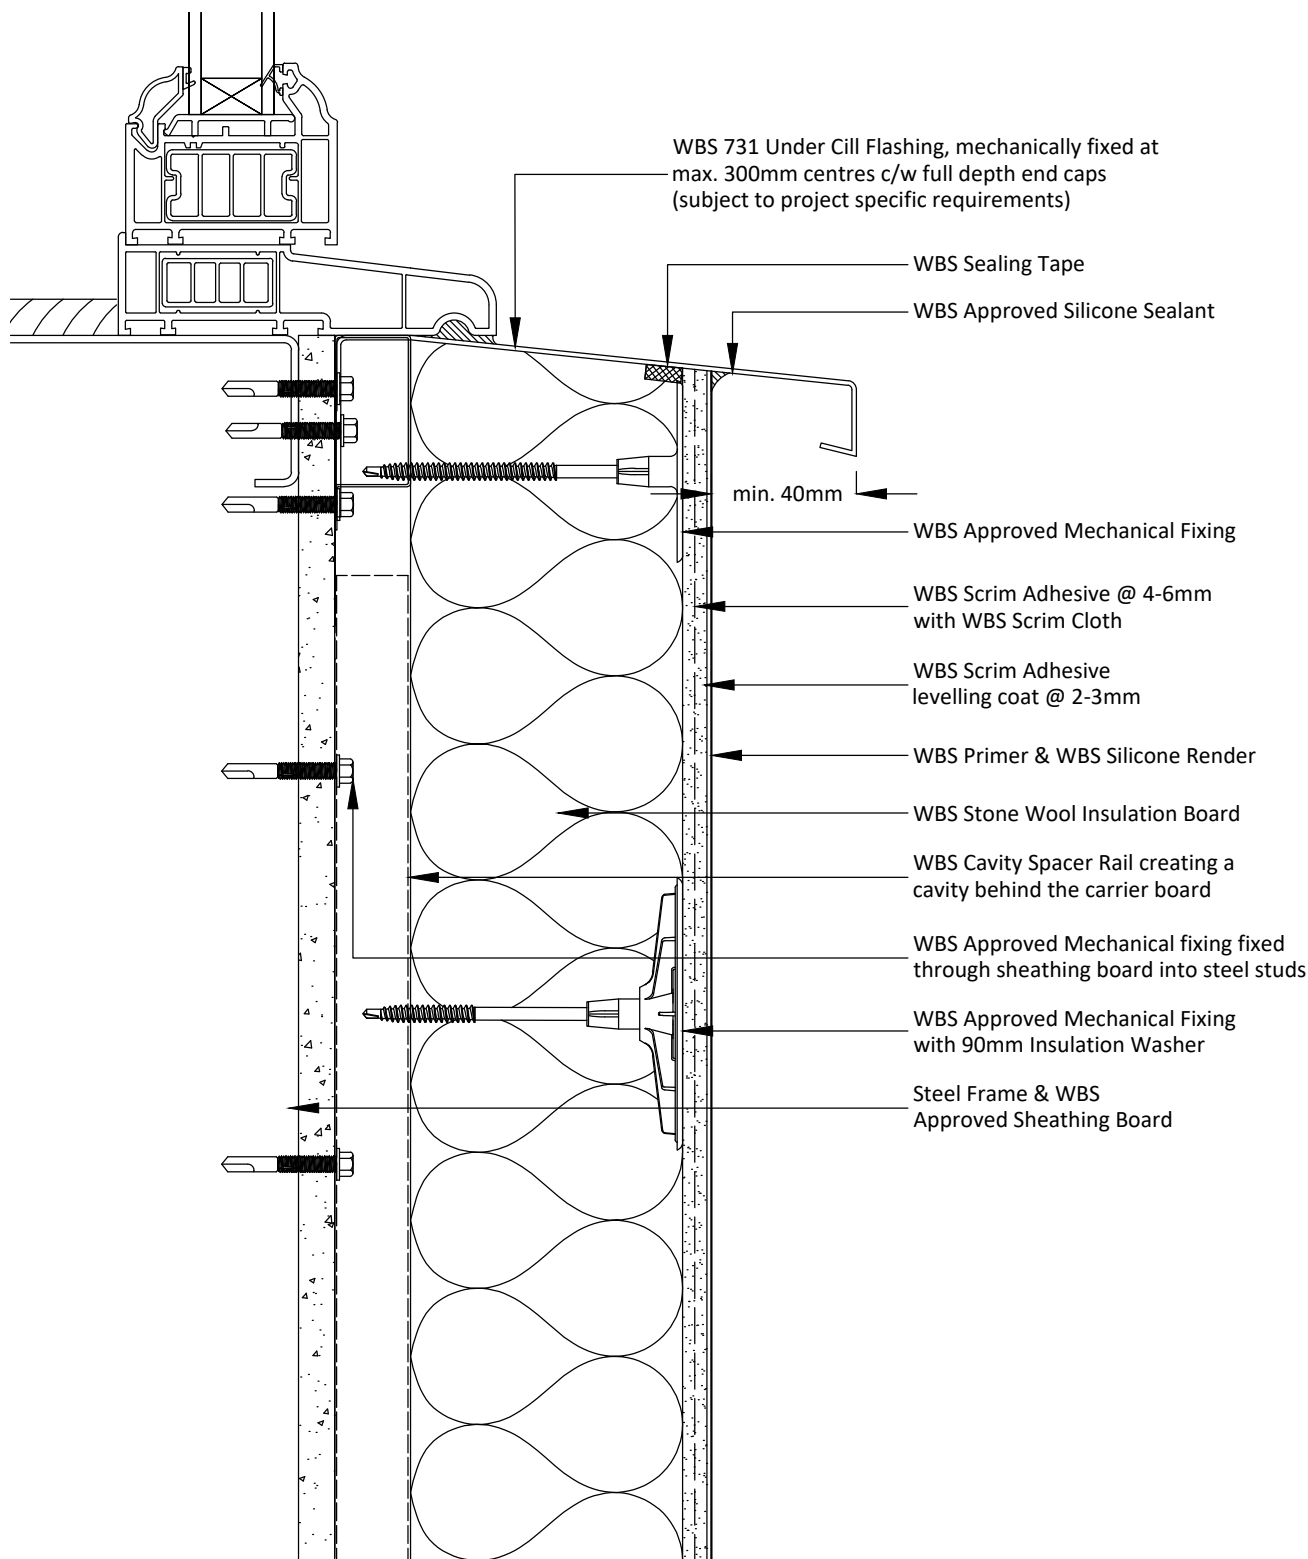 WBS 731 Under Cill Flashing, mechanically fixed at
max. 300mm centres c/w full depth end caps
(subject to project specific requirements)
WBS Sealing Tape
WBS Approved Silicone Sealant
min. 40mm
WBS Approved Mechanical Fixing
WBS Scrim Adhesive @ 4-6mm
with WBS Scrim Cloth
WBS Scrim Adhesive
levelling coat @ 2-3mm
WBS Primer & WBS Silicone Render
WBS Stone Wool Insulation Board
WBS Cavity Spacer Rail creating a
cavity behind the carrier board
WBS Approved Mechanical fixing fixed
through sheathing board into steel studs
WBS Approved Mechanical Fixing
with 90mm Insulation Washer
Steel Frame & WBS
Approved Sheathing Board